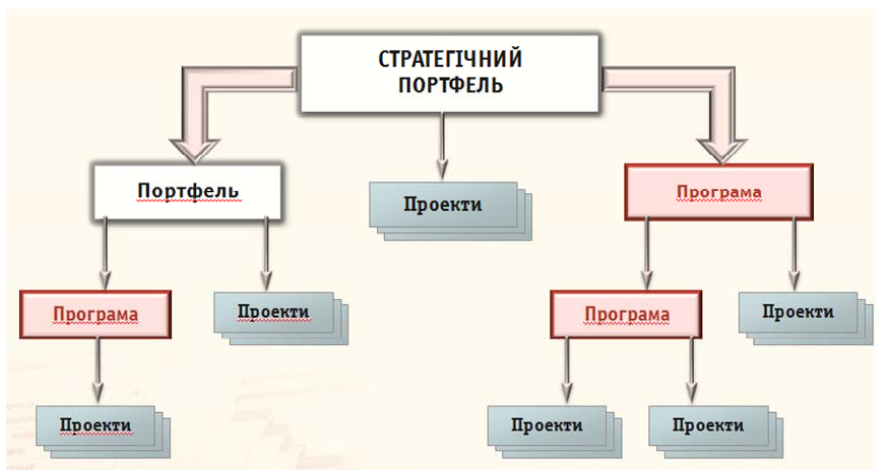 СТРАТЕГІЧНИЙ
ПОРТФЕЛЬ
Портфель
Проекти
Програма
Програма
Проекти
Програма
Проекти
Проекти
Проекти
Проекти